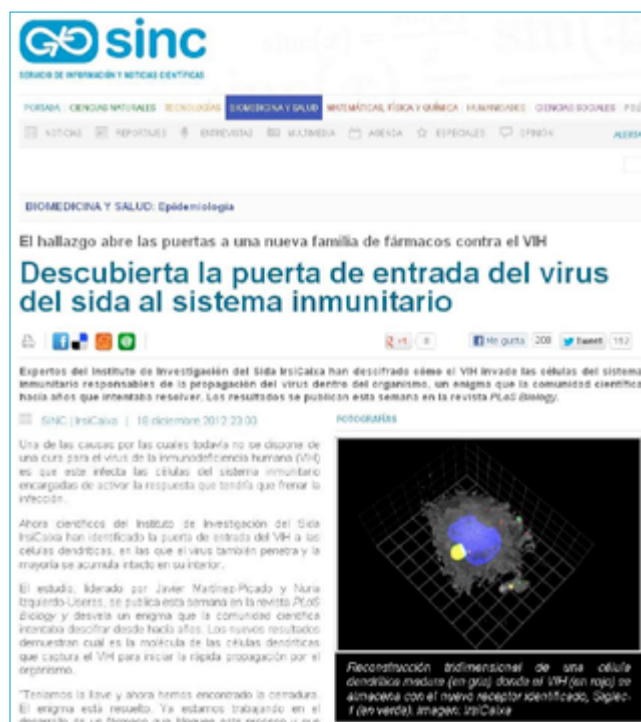 sinc
SERVICIO DE INFORMACIÓN Y NOTICIAS CIENTÍFICAS
PORTADA CIENCIAS NATURALES TECNOLOGÍAS BIOMEDICINA Y SALUD MATEMÁTICAS, FÍSICA Y QUÍMICA HUMANIDADES CIENCIAS SOCIALES
NOTICIAS REPORTAJES ENTREVISTAS MULTIMEDIA AGENDA ESPECIALES OPINIÓN
BIOMEDICINA Y SALUD: Epidemiología
El hallazgo abre las puertas a una nueva familia de fármacos contra el VIH
Descubierta la puerta de entrada del virus
del sida al sistema inmunitario
+1 8 Me gusta 208 Tweet
Expertos del Instituto de Investigación del Sida IrsiCaixa han descifrado cómo el VIH invade las células del sistema
inmunitario responsables de la propagación del virus dentro del organismo, un enigma que la comunidad científica
hacía años que intentaba resolver. Los resultados se publican esta semana en la revista PLoS Biology.
SINC | IrsiCaixa | 18 diciembre 2012 23:00
FOTOGRAFÍAS
Una de las causas por las cuales todavía no se dispone de
una cura para el virus de la inmunodeficiencia humana (VIH)
es que este infecta las células del sistema inmunitario
encargadas de activar la respuesta que tendría que frenar la
infección.
Ahora científicos del Instituto de Investigación del Sida
IrsiCaixa han identificado la puerta de entrada del VIH a las
células dendríticas, en las que el virus también penetra y la
mayoría se acumula intacto en su interior.
El estudio, liderado por Javier Martínez-Picado y Nuria
Izquierdo-Useros, se publica esta semana en la revista PLoS
Biology y desvela un enigma que la comunidad científica
intentaba descifrar desde hacía años. Los nuevos resultados
demuestran cuál es la molécula de las células dendríticas
que captura el VIH para iniciar la rápida propagación por el
organismo.
"Teníamos la llave y ahora hemos encontrado la cerradura.
El enigma está resuelto. Ya estamos trabajando en el
desarrollo de un fármaco que bloquee este proceso y que
Reconstrucción tridimensional de una célula
dendrítica madura (en gris) donde el VIH (en rojo) se
almacena con el nuevo receptor identificado, Siglec-
1 (en verde). Imagen: IrsiCaixa